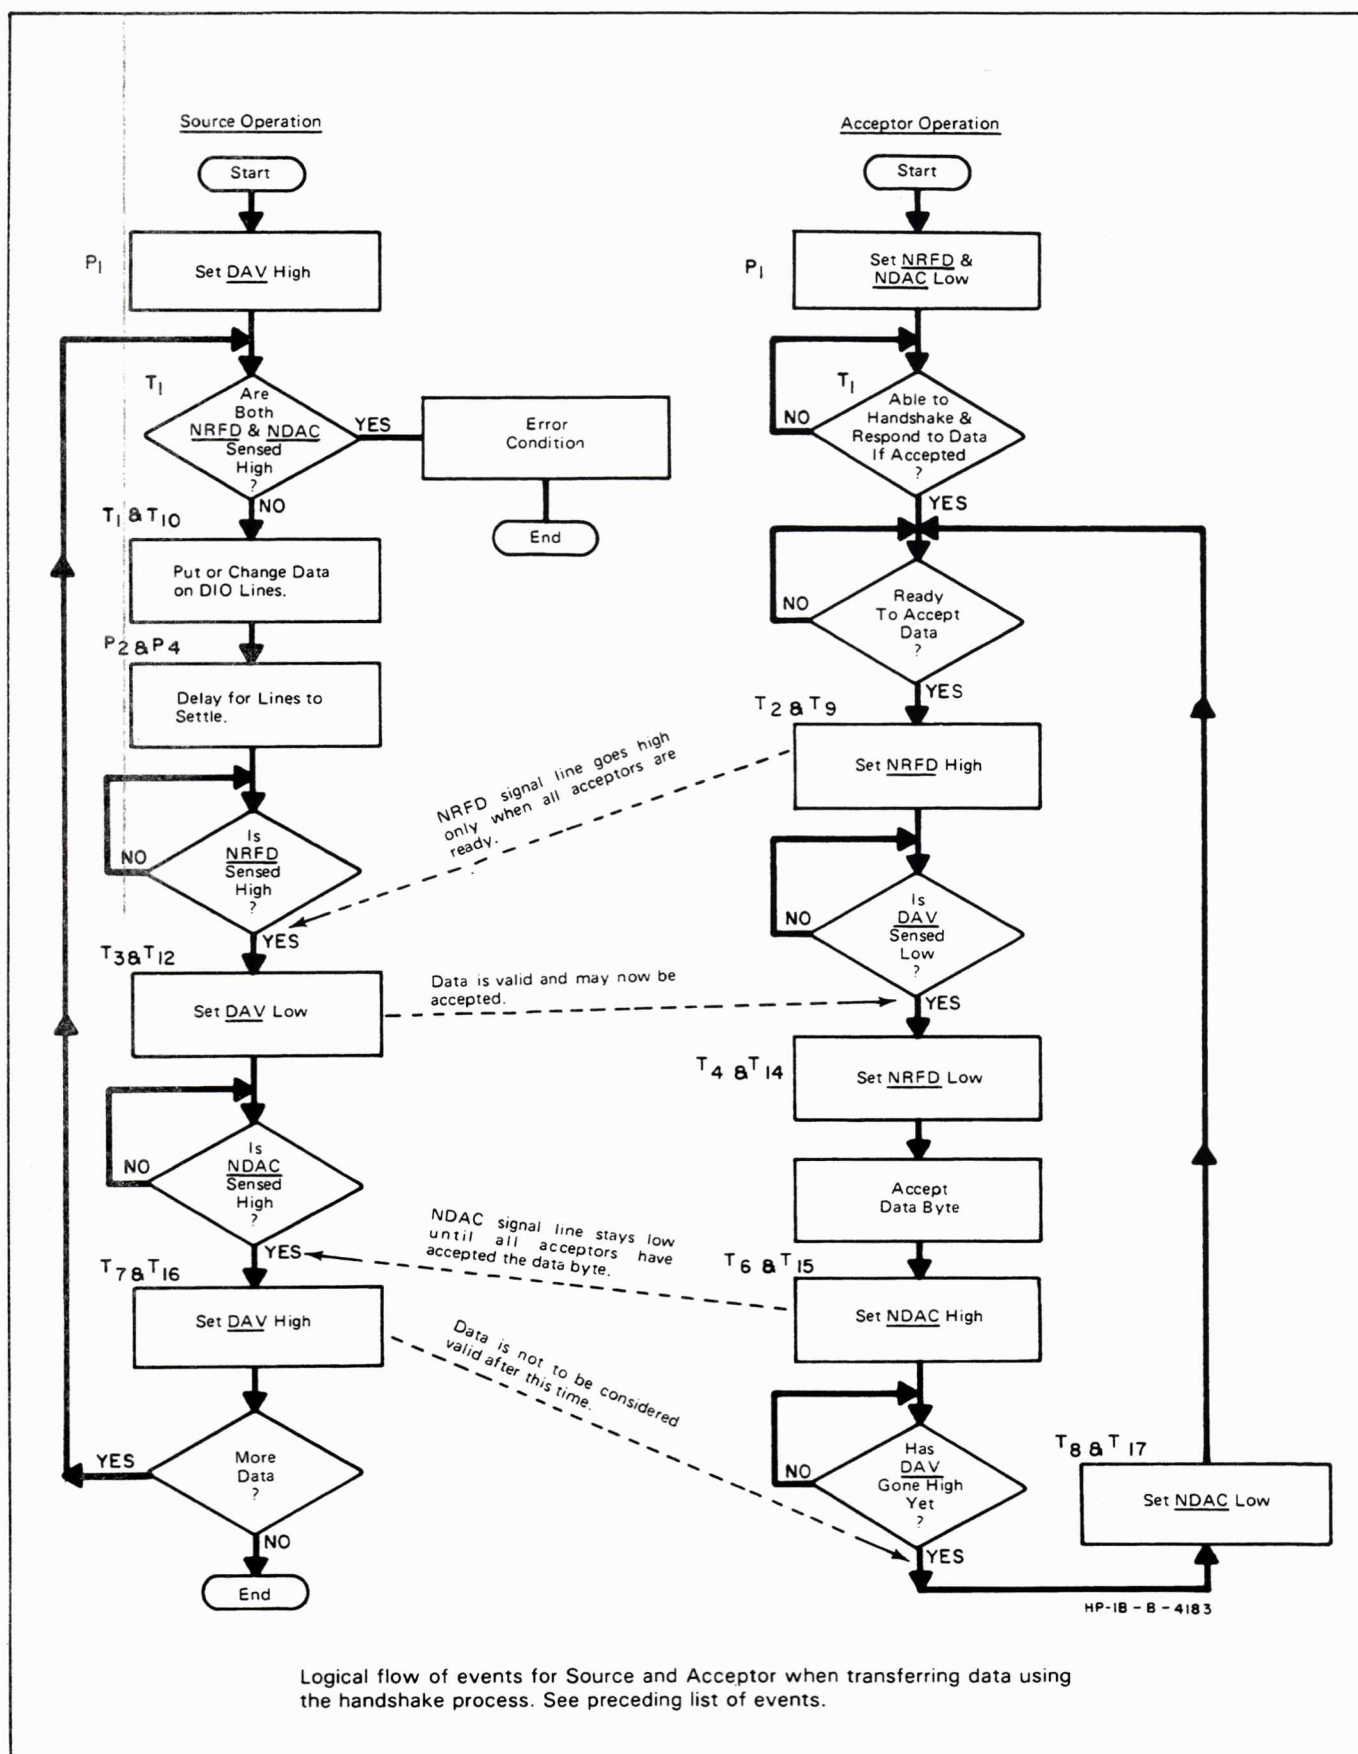 Source Operation
Start
P1
Set DAV High
T1
Are
Both
NRFD & NDAC
Sensed
High
?
YES
Error
Condition
End
NO
T1 & T10
Put or Change Data
on DIO Lines.
P2 & P4
Delay for Lines to
Settle.
Is
NRFD
Sensed
High
?
NO
YES
T3 & T12
Set DAV Low
Is
NDAC
Sensed
High
?
NO
YES
T7 & T16
Set DAV High
More
Data
?
YES
NO
End
NRFD signal line goes high
only when all acceptors are
ready.
Data is valid and may now be
accepted.
NDAC signal line stays low
until all acceptors have
accepted the data byte.
Data is not to be considered
valid after this time.
Acceptor Operation
Start
P1
Set NRFD &
NDAC Low
T1
Able to
Handshake &
Respond to Data
If Accepted
?
NO
YES
Ready
To Accept
Data
?
NO
YES
T2 & T9
Set NRFD High
Is
DAV
Sensed
Low
?
NO
YES
T4 & T14
Set NRFD Low
Accept
Data Byte
T6 & T15
Set NDAC High
Has
DAV
Gone High
Yet
?
NO
YES
T8 & T17
Set NDAC Low
HP-IB-B-4183
Logical flow of events for Source and Acceptor when transferring data using
the handshake process. See preceding list of events.